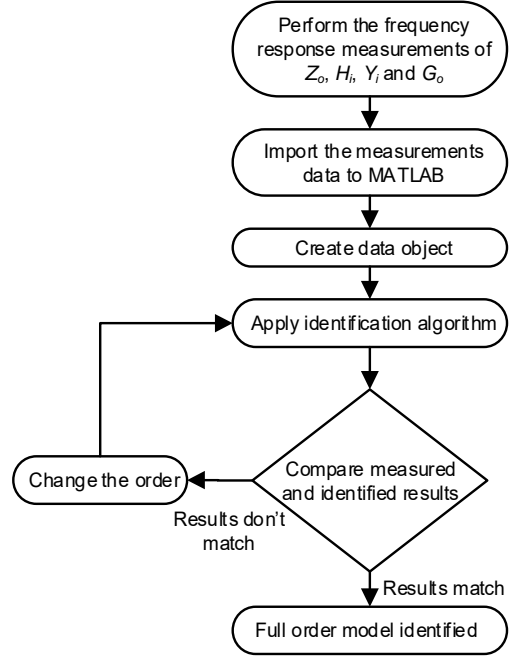 Perform the frequency
response measurements of
Zo, Hi, Yi and Go
Import the measurements
data to MATLAB
Create data object
Apply identification algorithm
Compare measured
and identified results
Change the order
Results don't
match
Results match
Full order model identified